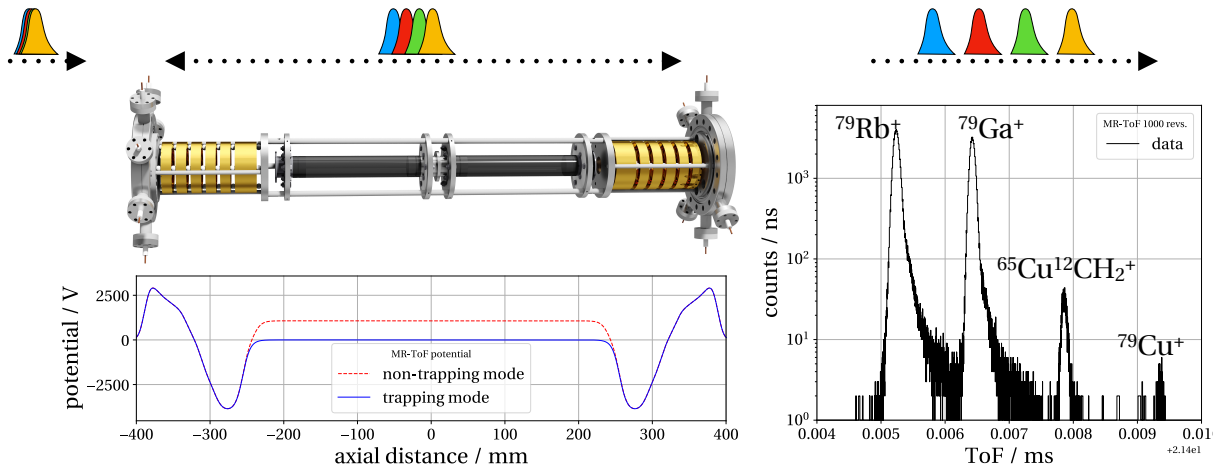 2500
0
−2500
potential / V
MR-ToF potential
non-trapping mode
trapping mode
−400 −300 −200 −100 0 100 200 300 400
axial distance / mm
⁷⁹Rb⁺
⁷⁹Ga⁺
MR-ToF 1000 revs.
data
⁶⁵Cu¹²CH₂⁺
⁷⁹Cu⁺
counts / ns
10³
10²
10¹
10⁰
0.004 0.005 0.006 0.007 0.008 0.009
ToF / ms
+2.14e1